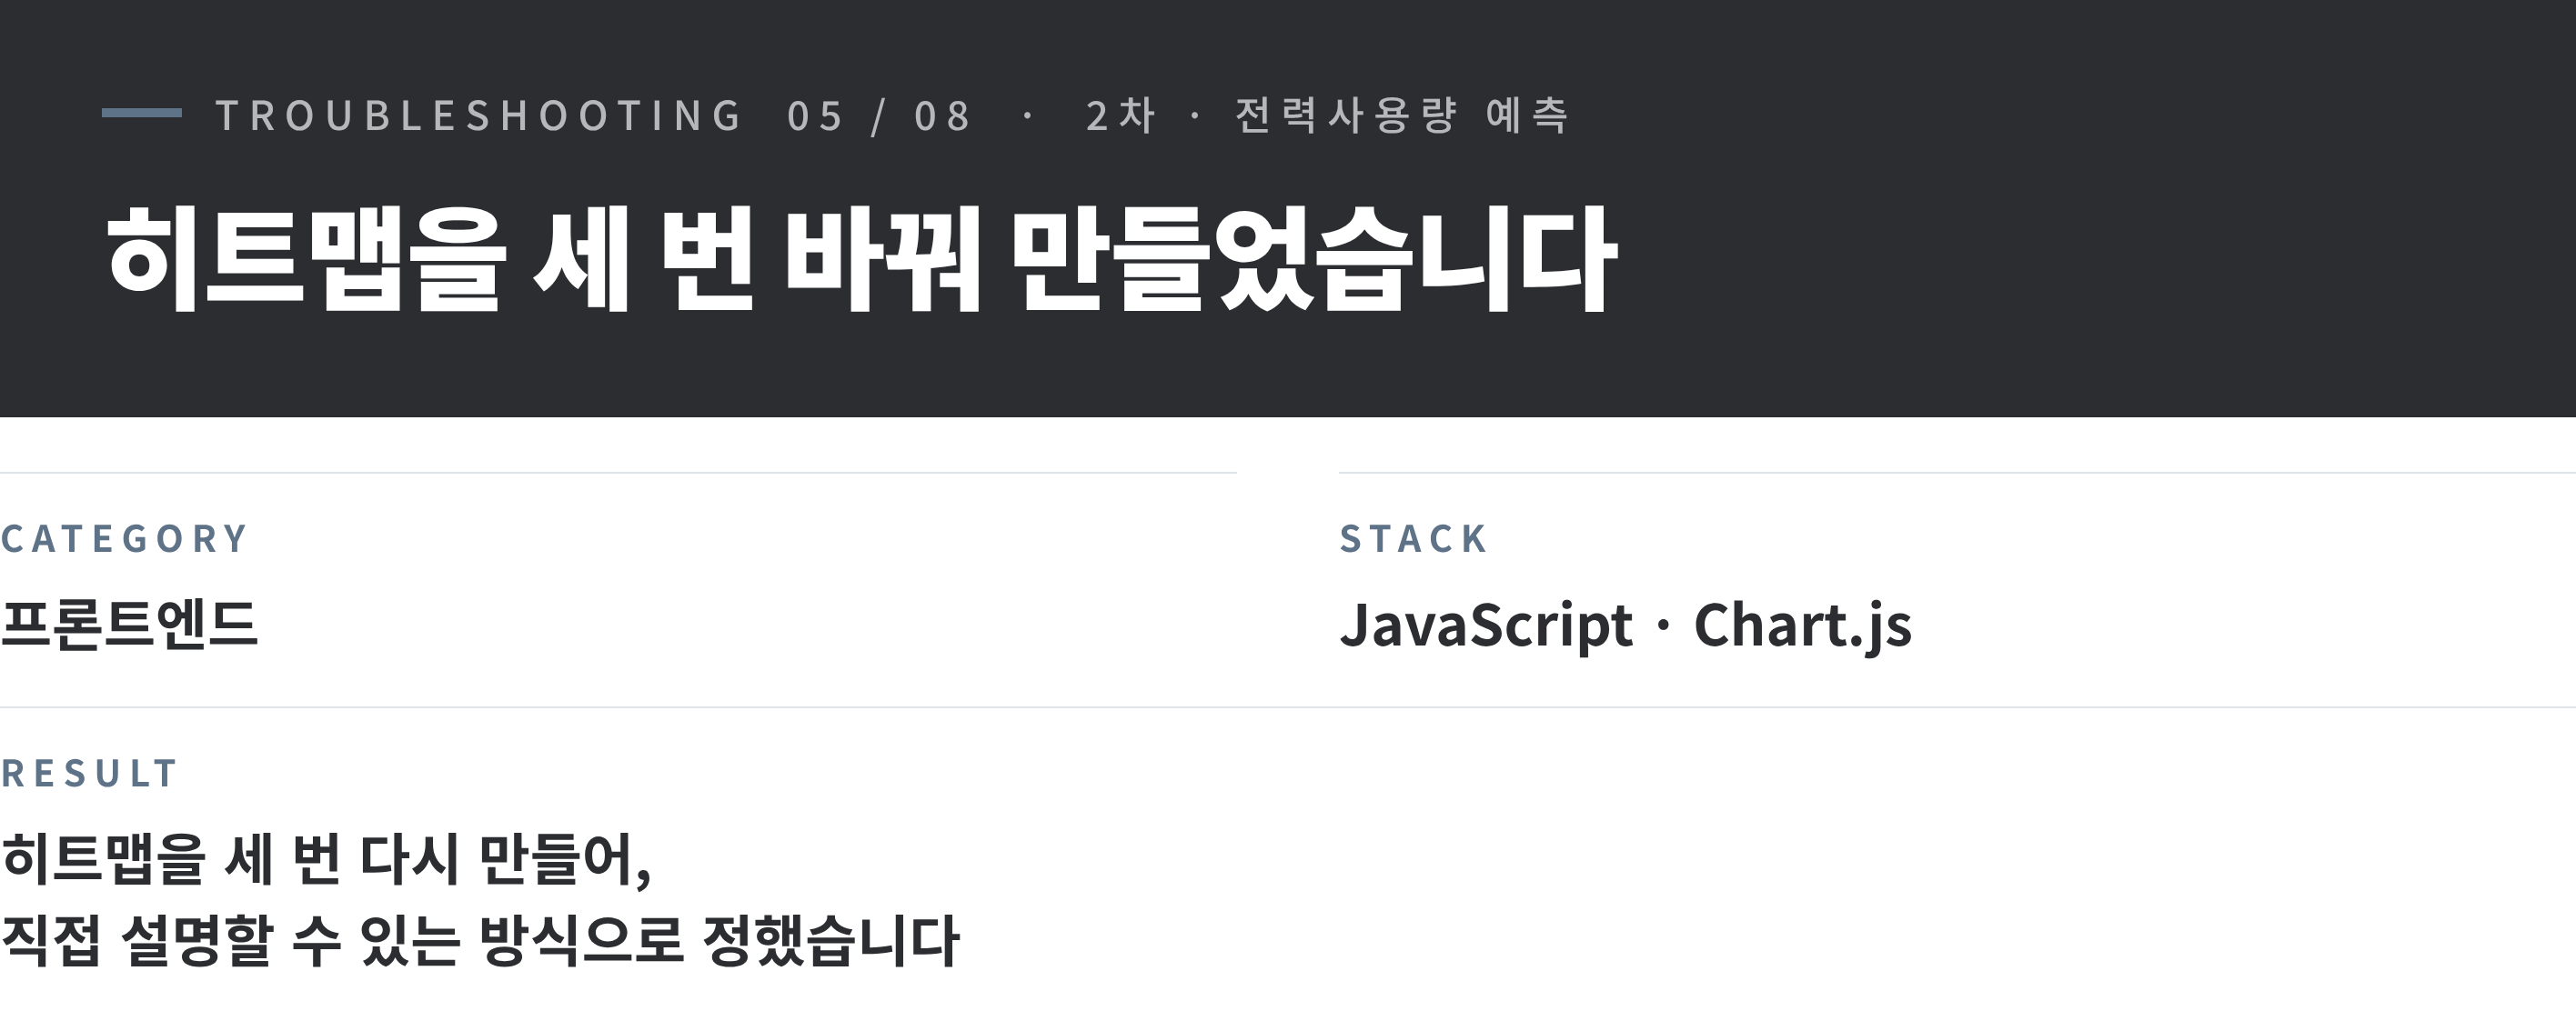 TROUBLESHOOTING 05 / 08 · 2차 · 전력사용량 예측
히트맵을 세 번 바꿔 만들었습니다
CATEGORY
프론트엔드
STACK
JavaScript · Chart.js
RESULT
히트맵을 세 번 다시 만들어,
직접 설명할 수 있는 방식으로 정했습니다